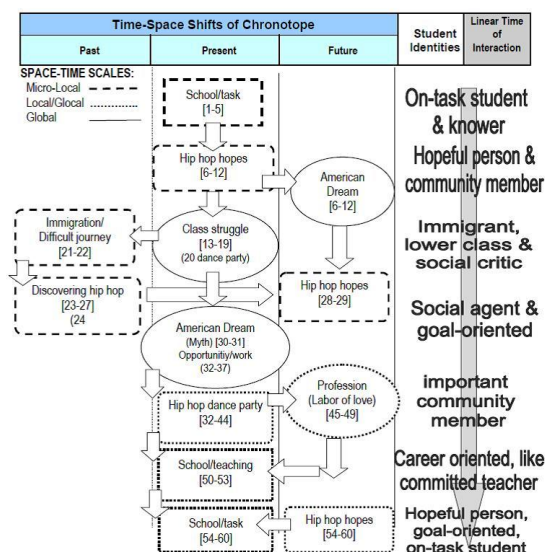 Time-Space Shifts of Chronotope
Student
Identities
Linear Time
of
Interaction
Past
Present
Future
SPACE-TIME SCALES:
Micro-Local
Local/Glocal
Global
School/task
[1-5]
On-task student
& knower
Hip hop hopes
[6-12]
American
Dream
[6-12]
Hopeful person &
community member
Immigration/
Difficult journey
[21-22]
Class struggle
[13-19]
(20 dance party)
Immigrant,
lower class &
social critic
Discovering hip hop
[23-27]
(24
Hip hop hopes
[28-29]
Social agent &
goal-oriented
American Dream
(Myth) [30-31]
Opportunitiy/work
(32-37)
Profession
(Labor of love)
[45-49]
important
community
member
Hip hop dance party
[32-44]
School/teaching
[50-53]
Career oriented, like
committed teacher
School/task
[54-60]
Hip hop hopes
[54-60]
Hopeful person,
goal-oriented,
on-task student